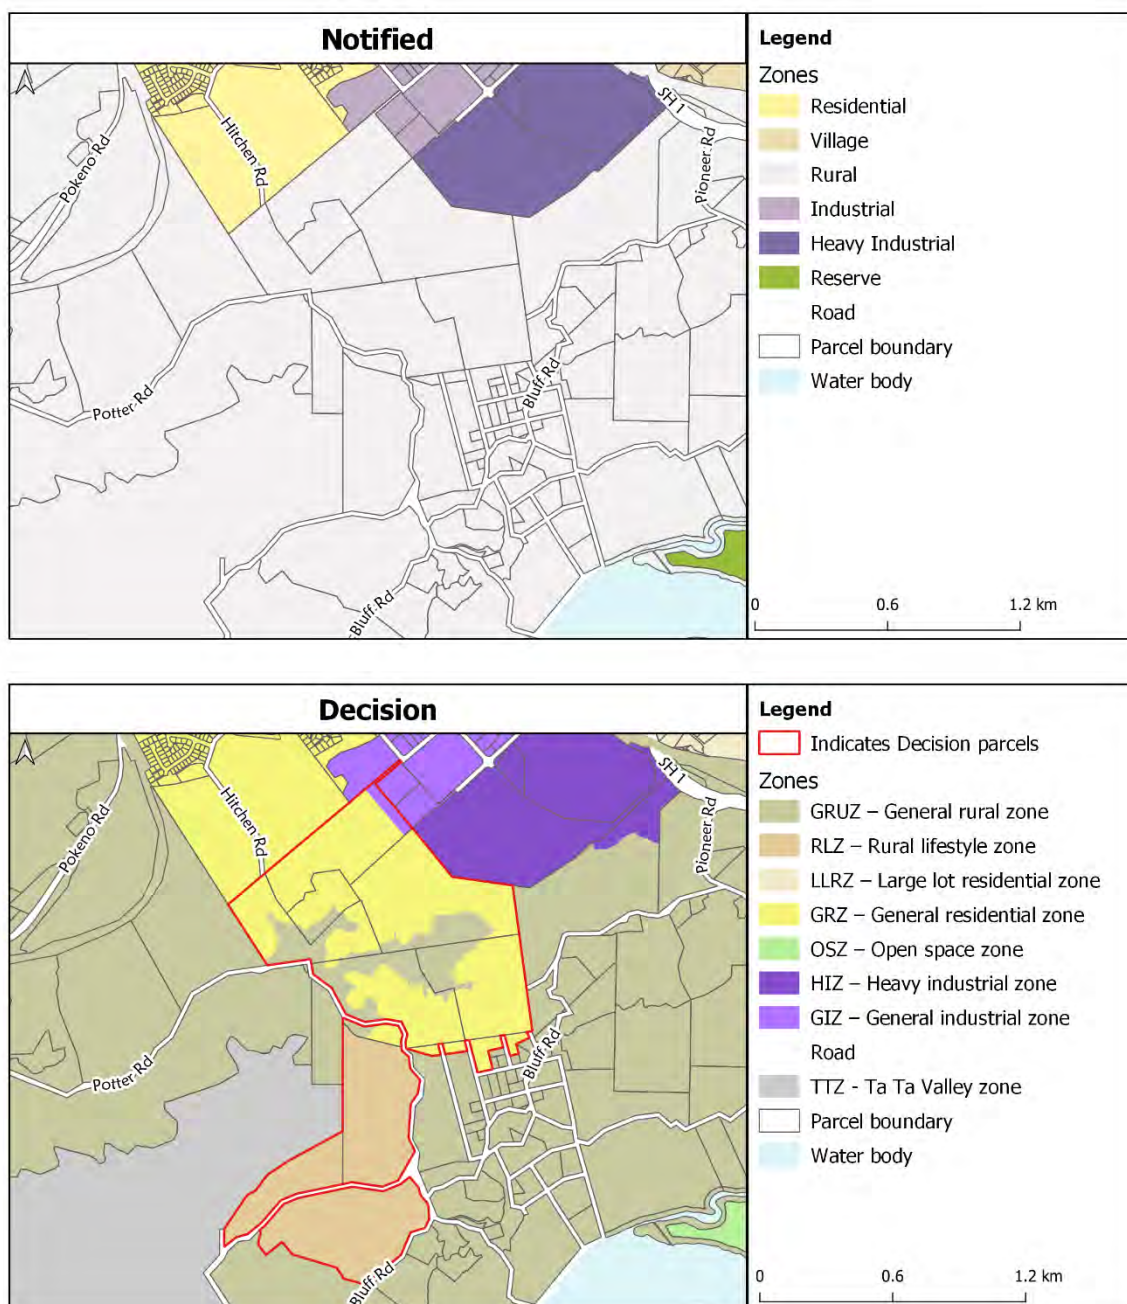 Notified
Pokeno Rd
Hitchen Rd
SH 1
Pioneer Rd
Bluff Rd
Potter Rd
Bluff Rd
Legend
Zones
Residential
Village
Rural
Industrial
Heavy Industrial
Reserve
Road
Parcel boundary
Water body
0 0.6 1.2 km
Decision
Pokeno Rd
Hitchen Rd
SH 1
Pioneer Rd
Bluff Rd
Potter Rd
Bluff Rd
Legend
Indicates Decision parcels
Zones
GRUZ – General rural zone
RLZ – Rural lifestyle zone
LLRZ – Large lot residential zone
GRZ – General residential zone
OSZ – Open space zone
HIZ – Heavy industrial zone
GIZ – General industrial zone
Road
TTZ - Ta Ta Valley zone
Parcel boundary
Water body
0 0.6 1.2 km